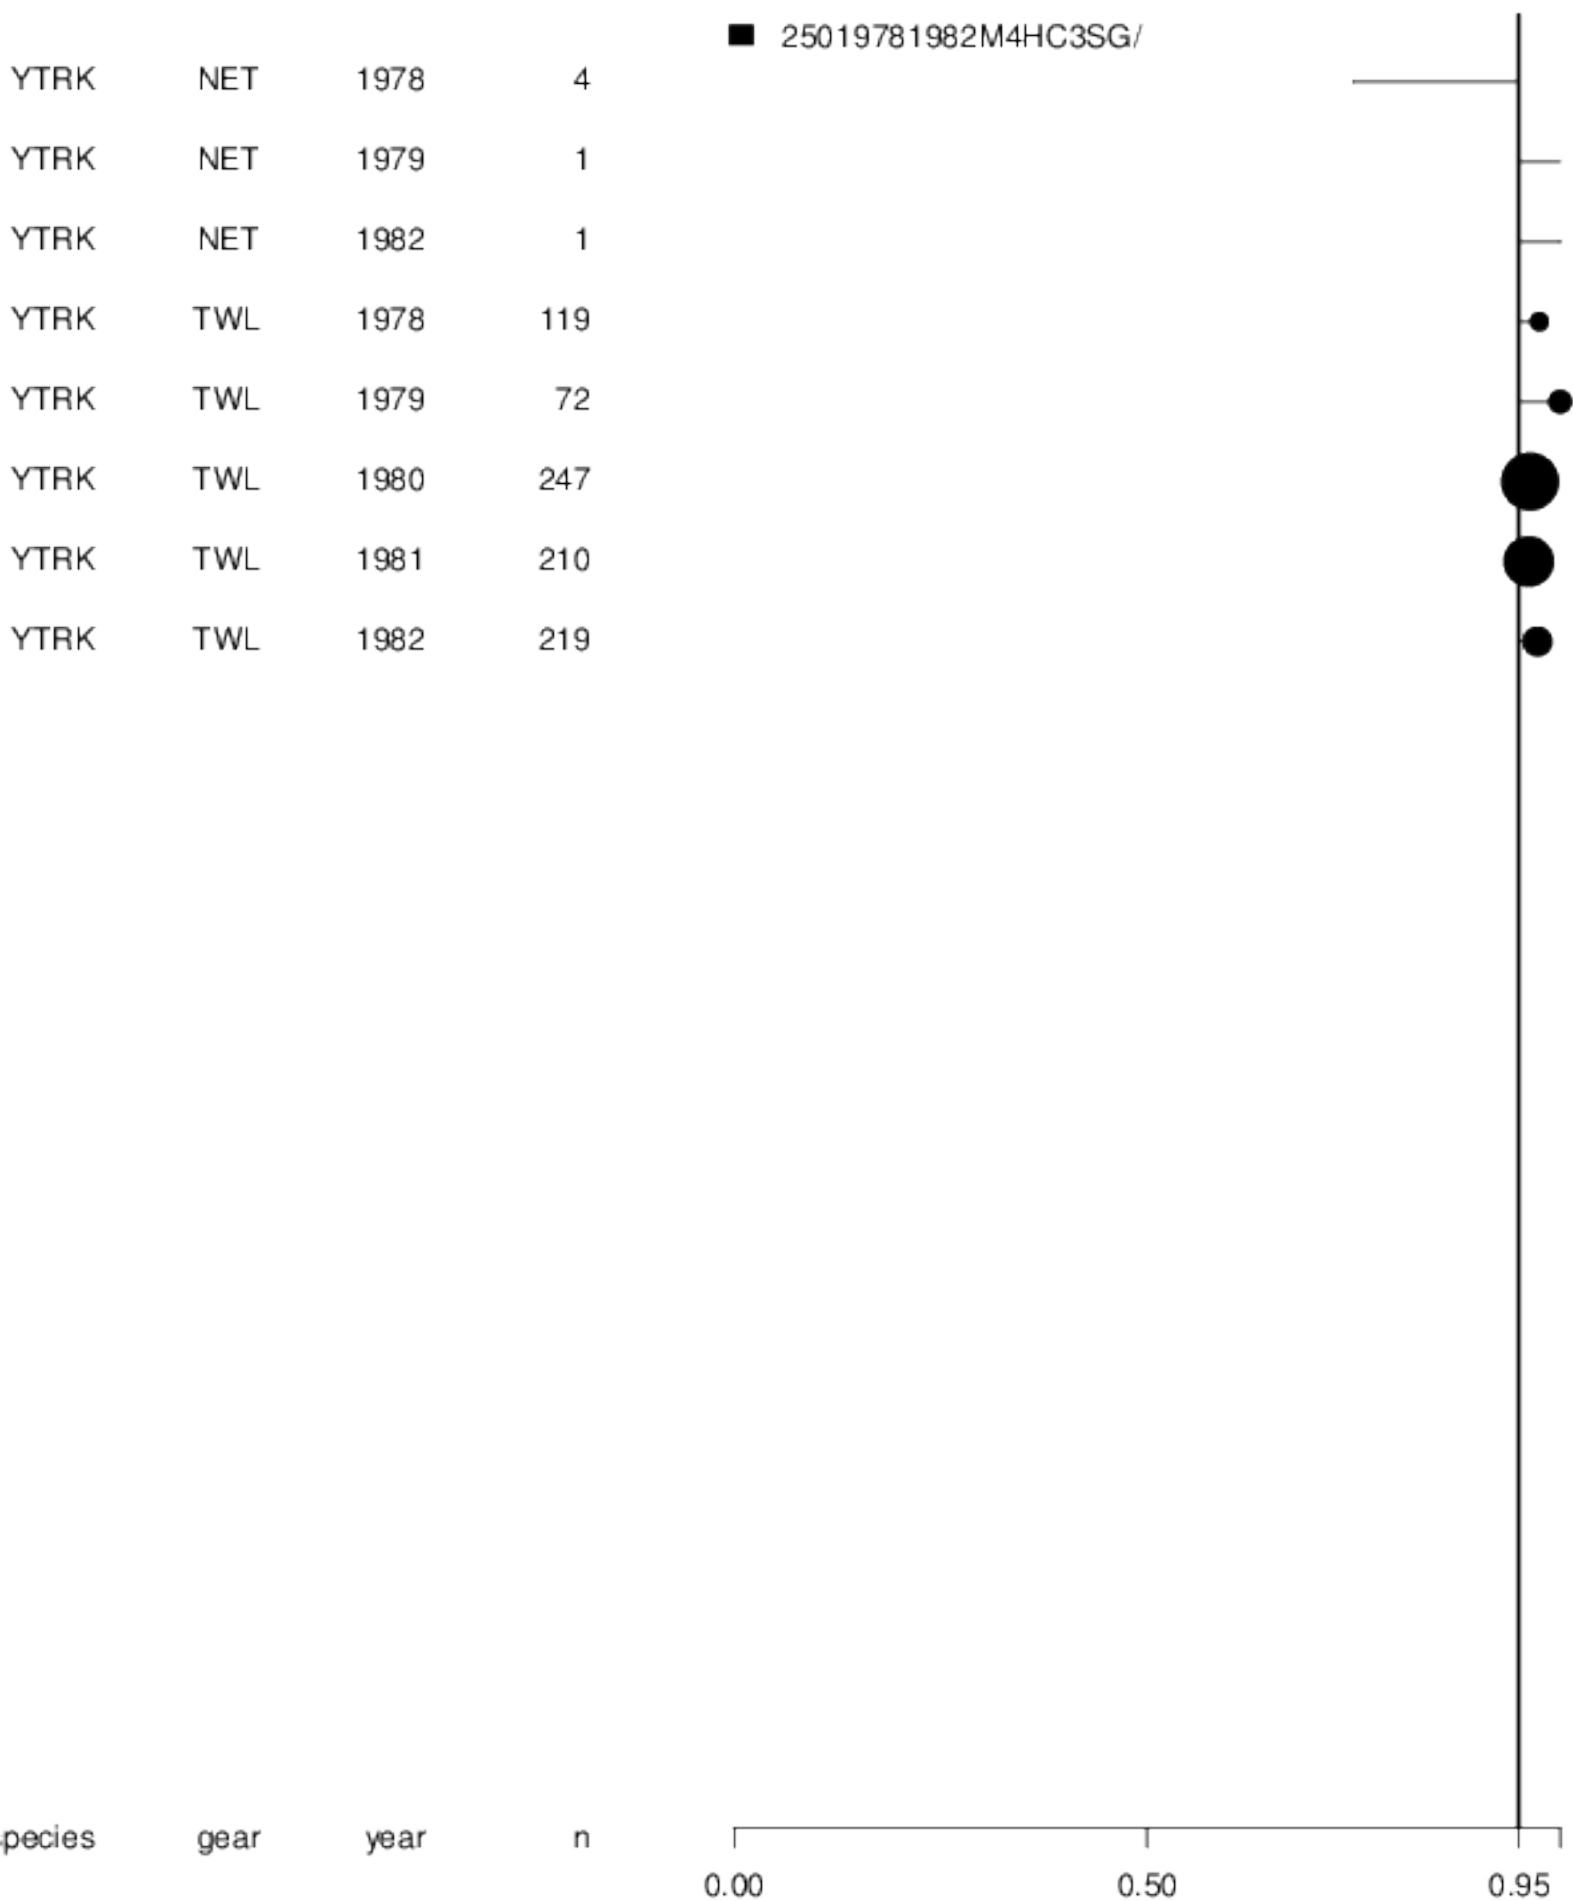 25019781982M4HC3SG/
YTRK NET 1978 4
YTRK NET 1979 1
YTRK NET 1982 1
YTRK TWL 1978 119
YTRK TWL 1979 72
YTRK TWL 1980 247
YTRK TWL 1981 210
YTRK TWL 1982 219
pecies gear year n
0.00 0.50 0.95